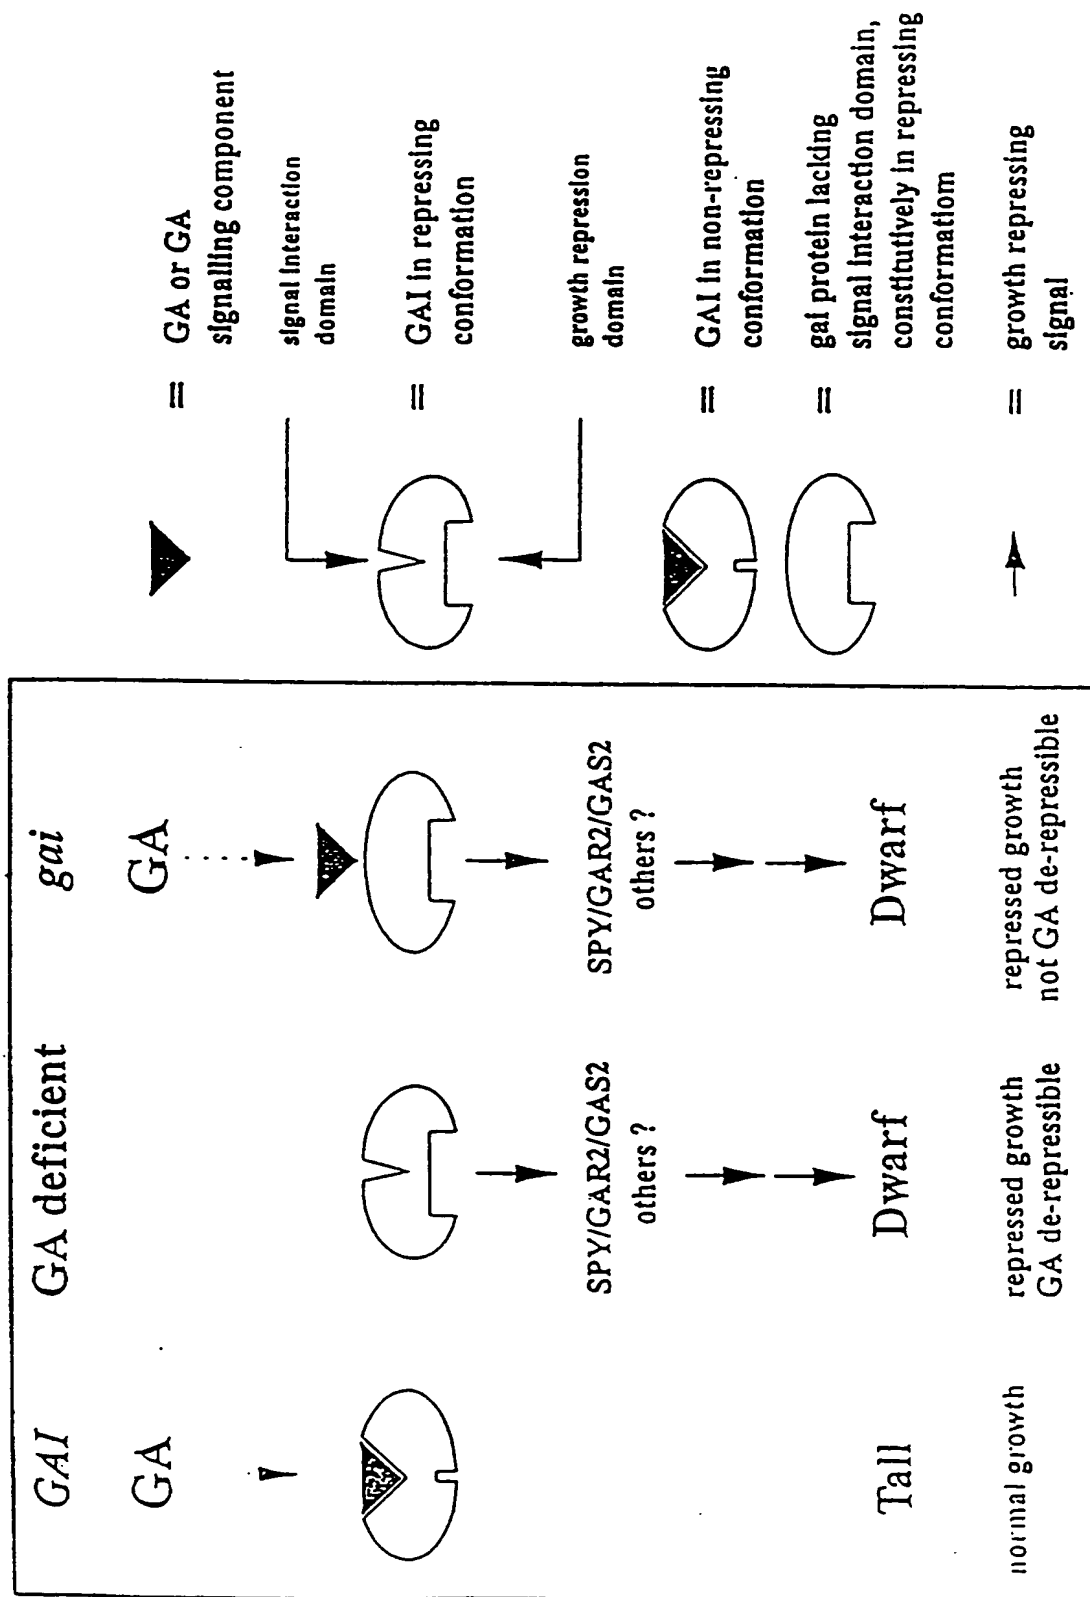 GAI
GA
Tall
normal growth
GA deficient
SPY/GAR2/GAS2
others ?
Dwarf
repressed growth
GA de-repressible
gai
GA
SPY/GAR2/GAS2
others ?
Dwarf
repressed growth
not GA de-repressible
= GA or GA
signalling component
signal interaction
domain
= GAI in repressing
conformation
growth repression
domain
= GAI in non-repressing
conformation
= gai protein lacking
signal interaction domain,
constitutively in repressing
conformatiom
= growth repressing
signal